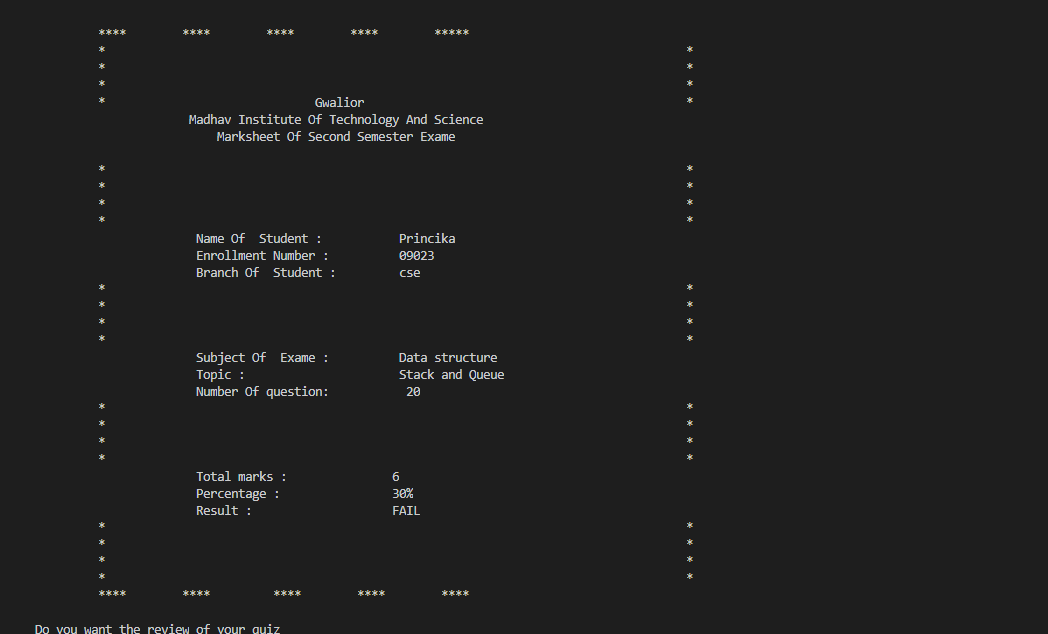 **** **** **** **** *****
* *
* *
* *
* Gwalior *
Madhav Institute Of Technology And Science
Marksheet Of Second Semester Exame
* *
* *
* *
* *
Name Of  Student : Princika
Enrollment Number : 09023
Branch Of  Student : cse
* *
* *
* *
* *
Subject Of  Exame : Data structure
Topic : Stack and Queue
Number Of question: 20
* *
* *
* *
* *
Total marks : 6
Percentage : 30%
Result : FAIL
* *
* *
* *
* *
**** **** **** **** ****
Do you want the review of your quiz